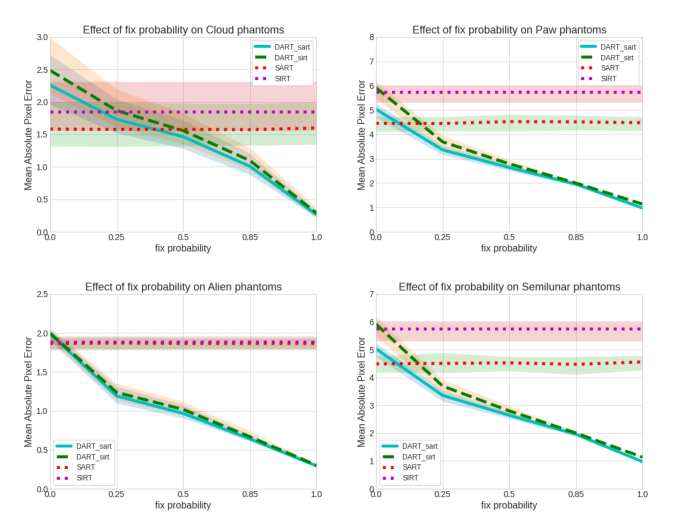 Effect of fix probability on Cloud phantoms
3.0
2.5
2.0
1.5
1.0
0.5
0.0
Mean Absolute Pixel Error
DART_sart
DART_sirt
SART
SIRT
0.0 0.25 0.5 0.85 1.0
fix probability
Effect of fix probability on Paw phantoms
8
7
6
5
4
3
2
1
0
Mean Absolute Pixel Error
DART_sart
DART_sirt
SART
SIRT
0.0 0.25 0.5 0.85 1.0
fix probability
Effect of fix probability on Alien phantoms
2.5
2.0
1.5
1.0
0.5
0.0
Mean Absolute Pixel Error
DART_sart
DART_sirt
SART
SIRT
0.0 0.25 0.5 0.85 1.0
fix probability
Effect of fix probability on Semilunar phantoms
7
6
5
4
3
2
1
0
Mean Absolute Pixel Error
DART_sart
DART_sirt
SART
SIRT
0.0 0.25 0.5 0.85 1.0
fix probability